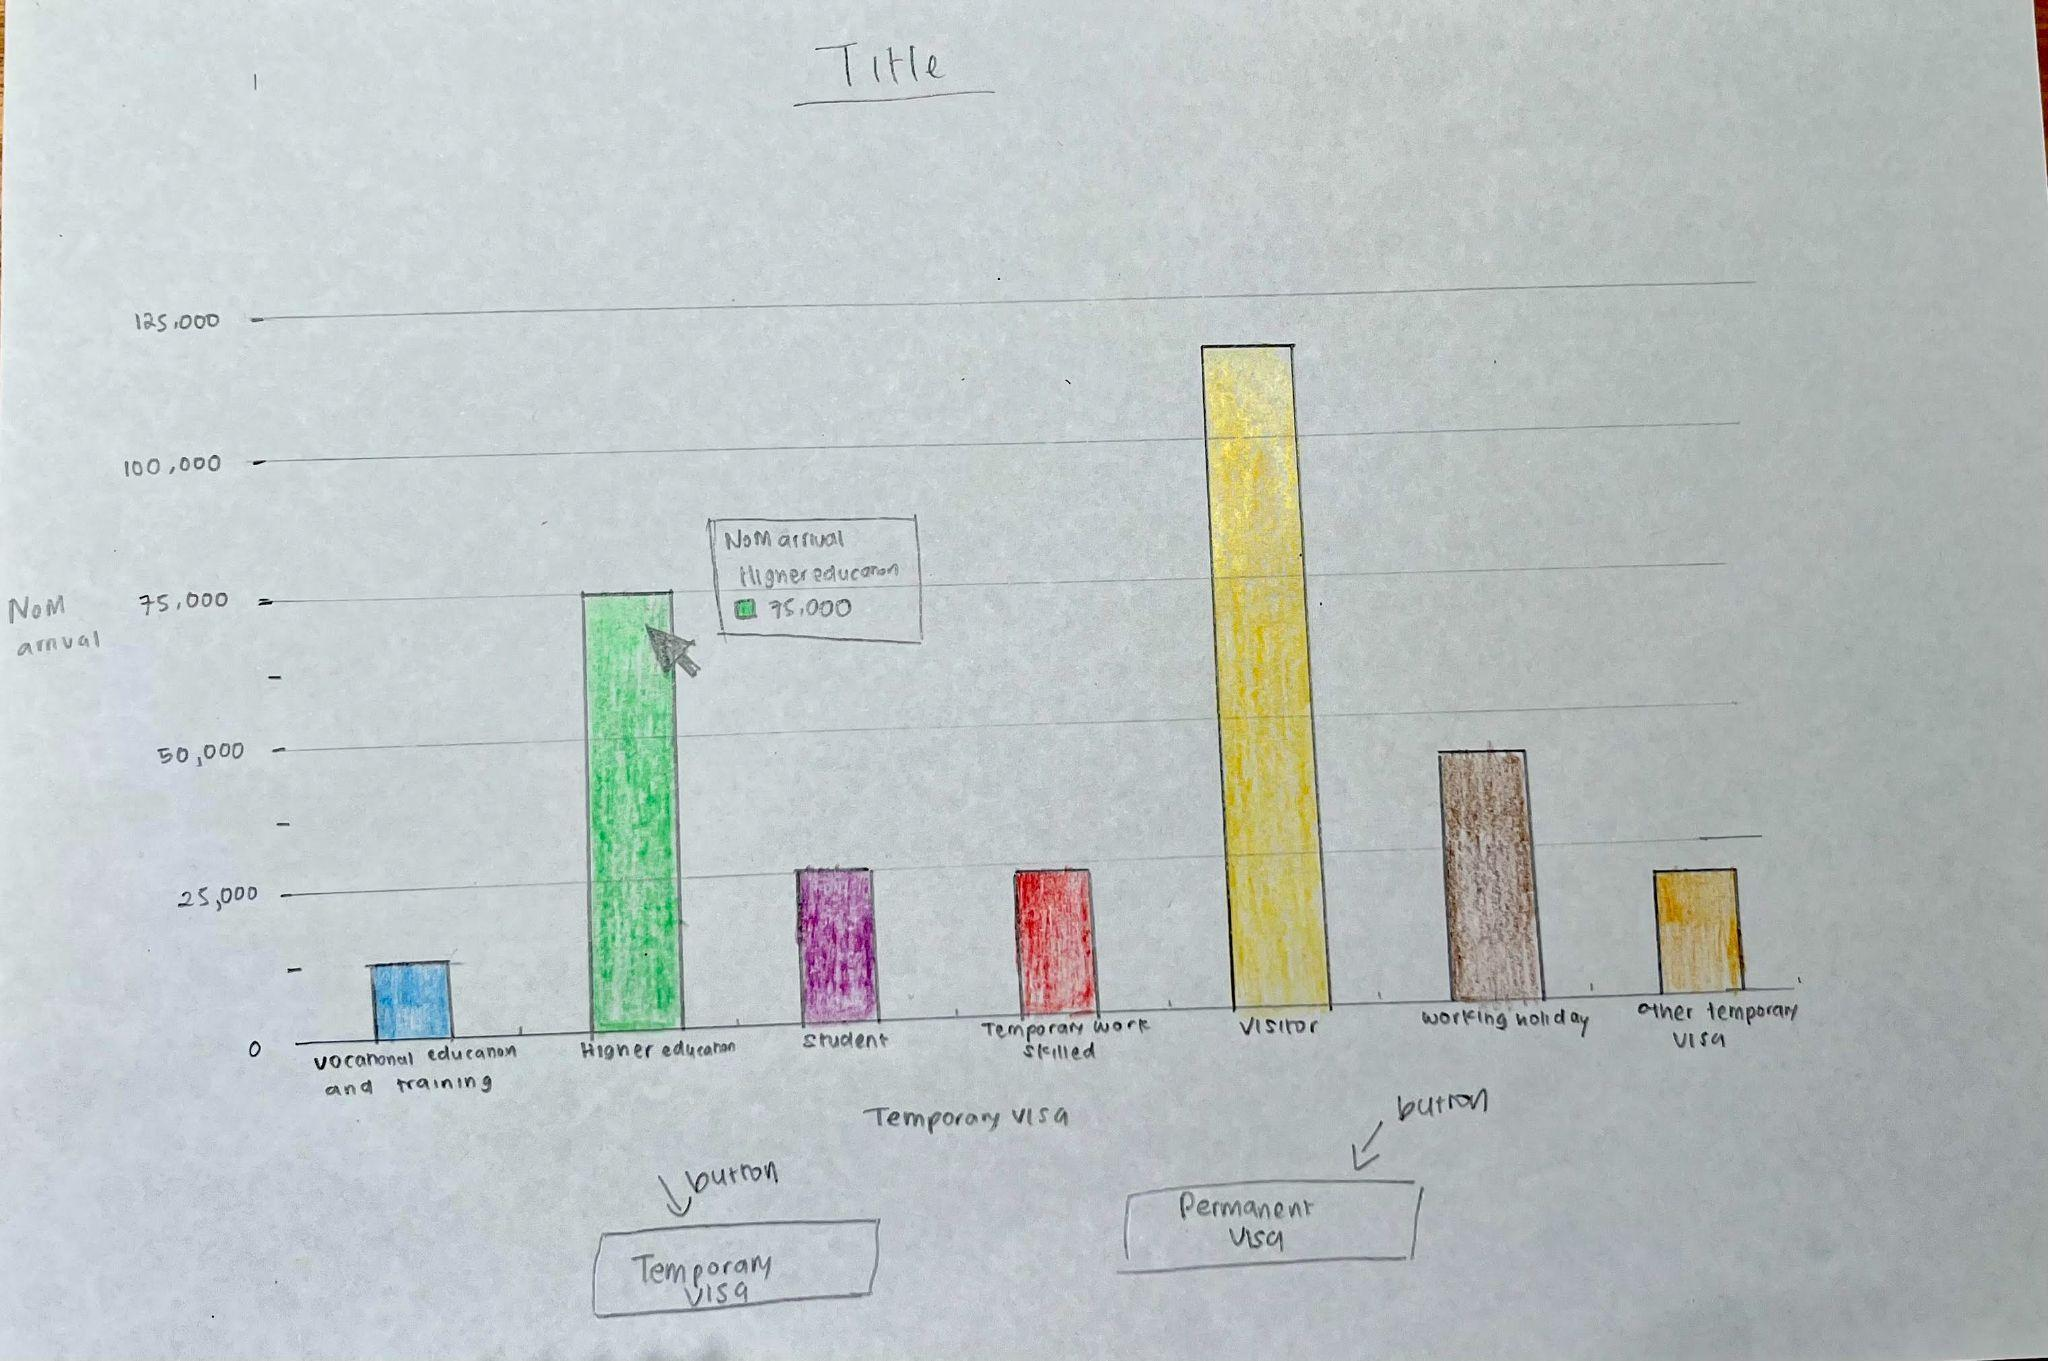 Title
125,000
100,000
75,000
50,000
25,000
0
NOM
arrival
NOM arrival
Higher education
75,000
vocational education
and training
Higher education
student
Temporary work
skilled
visitor
working holiday
other temporary
visa
Temporary visa
button
Temporary
visa
button
Permanent
visa